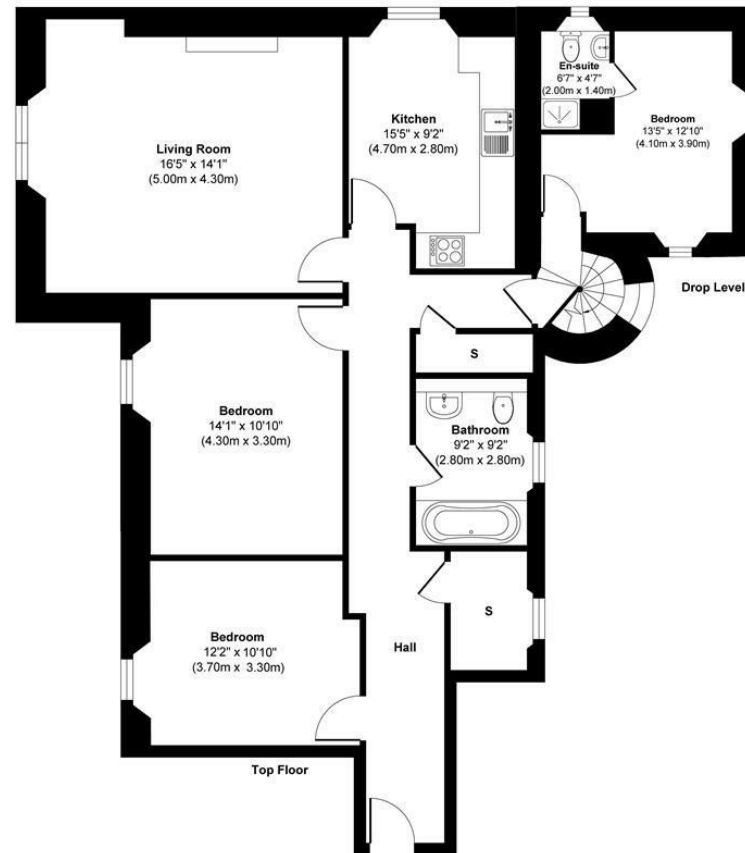 Living Room
16'5" x 14'1"
(5.00m x 4.30m)
Kitchen
15'5" x 9'2"
(4.70m x 2.80m)
En-suite
6'7" x 4'7"
(2.00m x 1.40m)
Bedroom
13'5" x 12'10"
(4.10m x 3.90m)
Drop Level
S
Bedroom
14'1" x 10'10"
(4.30m x 3.30m)
Bathroom
9'2" x 9'2"
(2.80m x 2.80m)
S
Bedroom
12'2" x 10'10"
(3.70m x 3.30m)
Hall
Top Floor